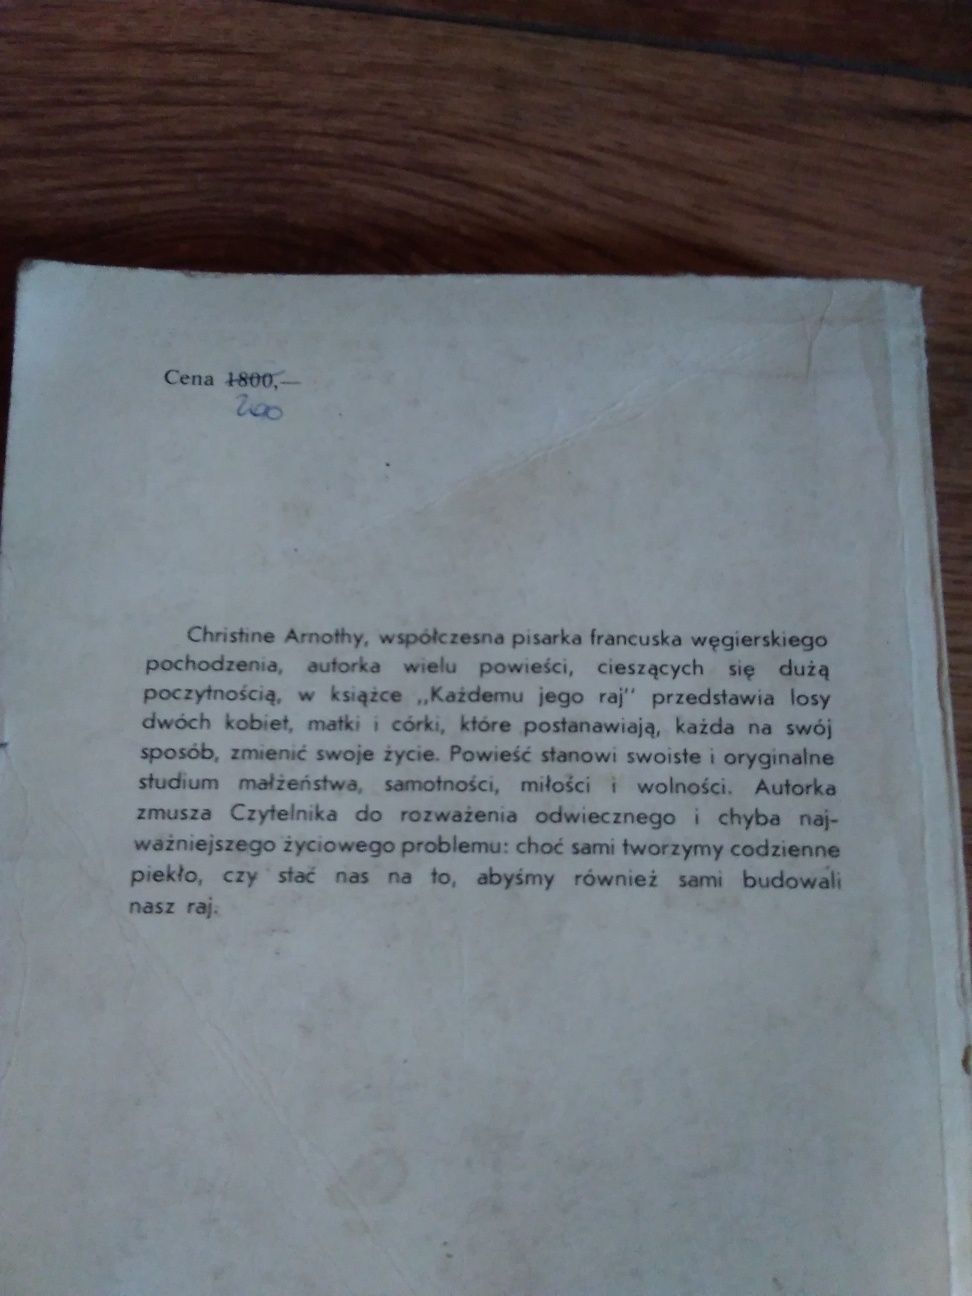 Cena 1800,—
200
Christine Arnothy, współczesna pisarka francuska węgierskiego
pochodzenia, autorka wielu powieści, cieszących się dużą
poczytnością, w książce „Każdemu jego raj" przedstawia losy
dwóch kobiet, matki i córki, które postanawiają, każda na swój
sposób, zmienić swoje życie. Powieść stanowi swoiste i oryginalne
studium małżeństwa, samotności, miłości i wolności. Autorka
zmusza Czytelnika do rozważenia odwiecznego i chyba naj-
ważniejszego życiowego problemu: choć sami tworzymy codzienne
piekło, czy stać nas na to, abyśmy również sami budowali
nasz raj.